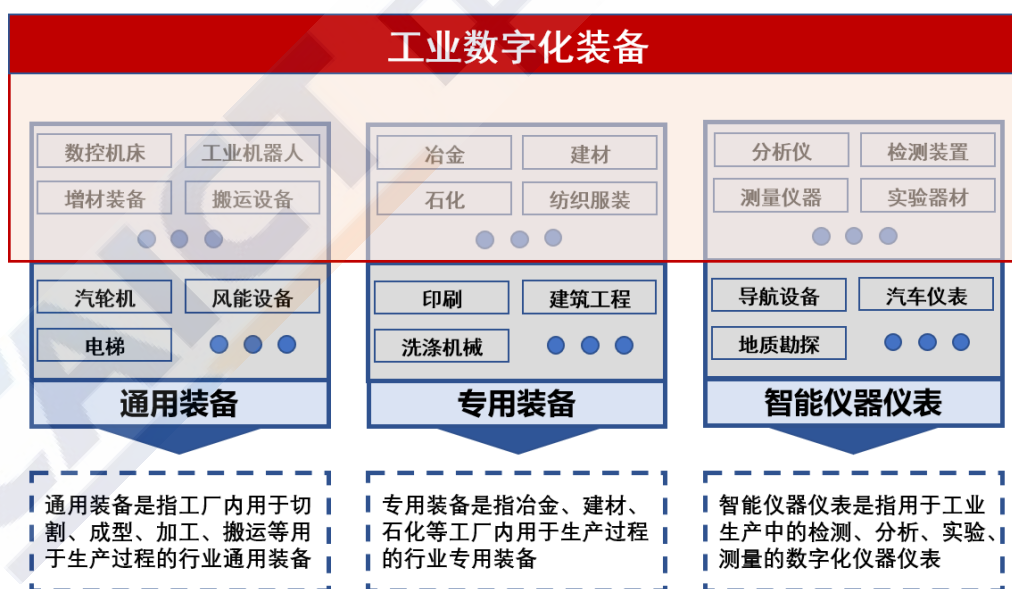 工业数字化装备
数控机床 工业机器人
增材装备 搬运设备
汽轮机 风能设备
电梯
通用装备
通用装备是指工厂内用于切
割、成型、加工、搬运等用
于生产过程的行业通用装备
冶金 建材
石化 纺织服装
印刷 建筑工程
洗涤机械
专用装备
专用装备是指冶金、建材、
石化等工厂内用于生产过程
的行业专用装备
分析仪 检测装置
测量仪器 实验器材
导航设备 汽车仪表
地质勘探
智能仪器仪表
智能仪器仪表是指用于工业
生产中的检测、分析、实验、
测量的数字化仪器仪表
CAICT